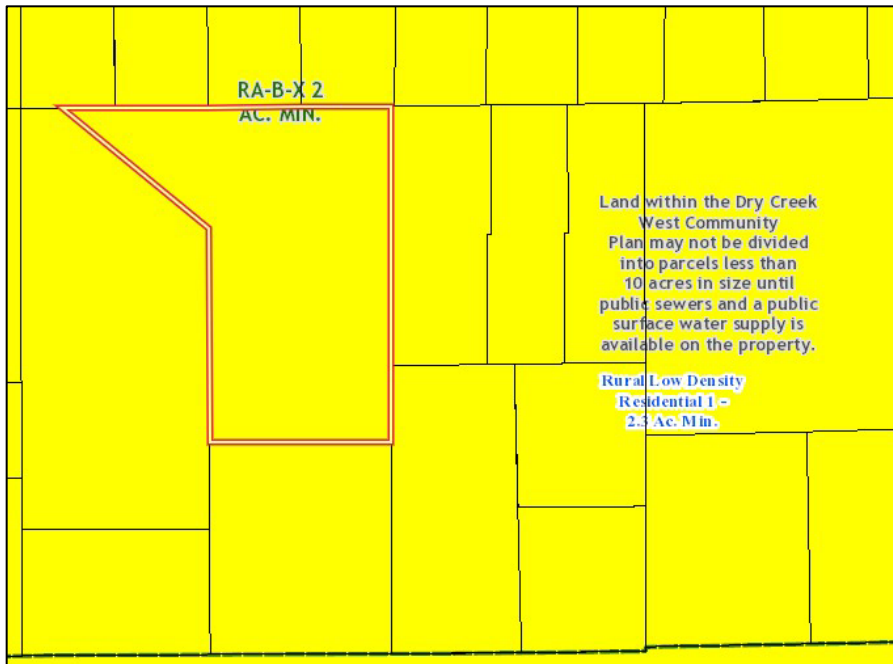 RA-B-X 2
AC. MIN.
Land within the Dry Creek
West Community
Plan may not be divided
into parcels less than
10 acres in size until
public sewers and a public
surface water supply is
available on the property.
Rural Low Density
Residential 1 -
2.3 Ac. Min.